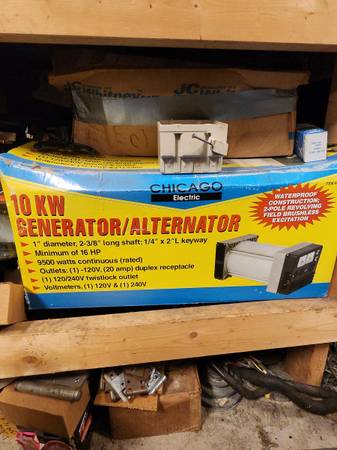 JC Whitney
CHICAGO
Electric
10 KW
GENERATOR/ALTERNATOR
WATERPROOF
CONSTRUCTION;
2-POLE REVOLVING
FIELD BRUSHLESS
EXCITATION
1" diameter, 2-3/8" long shaft; 1/4" x 2"L keyway
Minimum of 16 HP
9500 watts continuous (rated)
Outlets: (1) -120V, (20 amp) duplex receptacle
(1) 120/240V twistlock outlet
Voltmeters, (1) 120V & (1) 240V